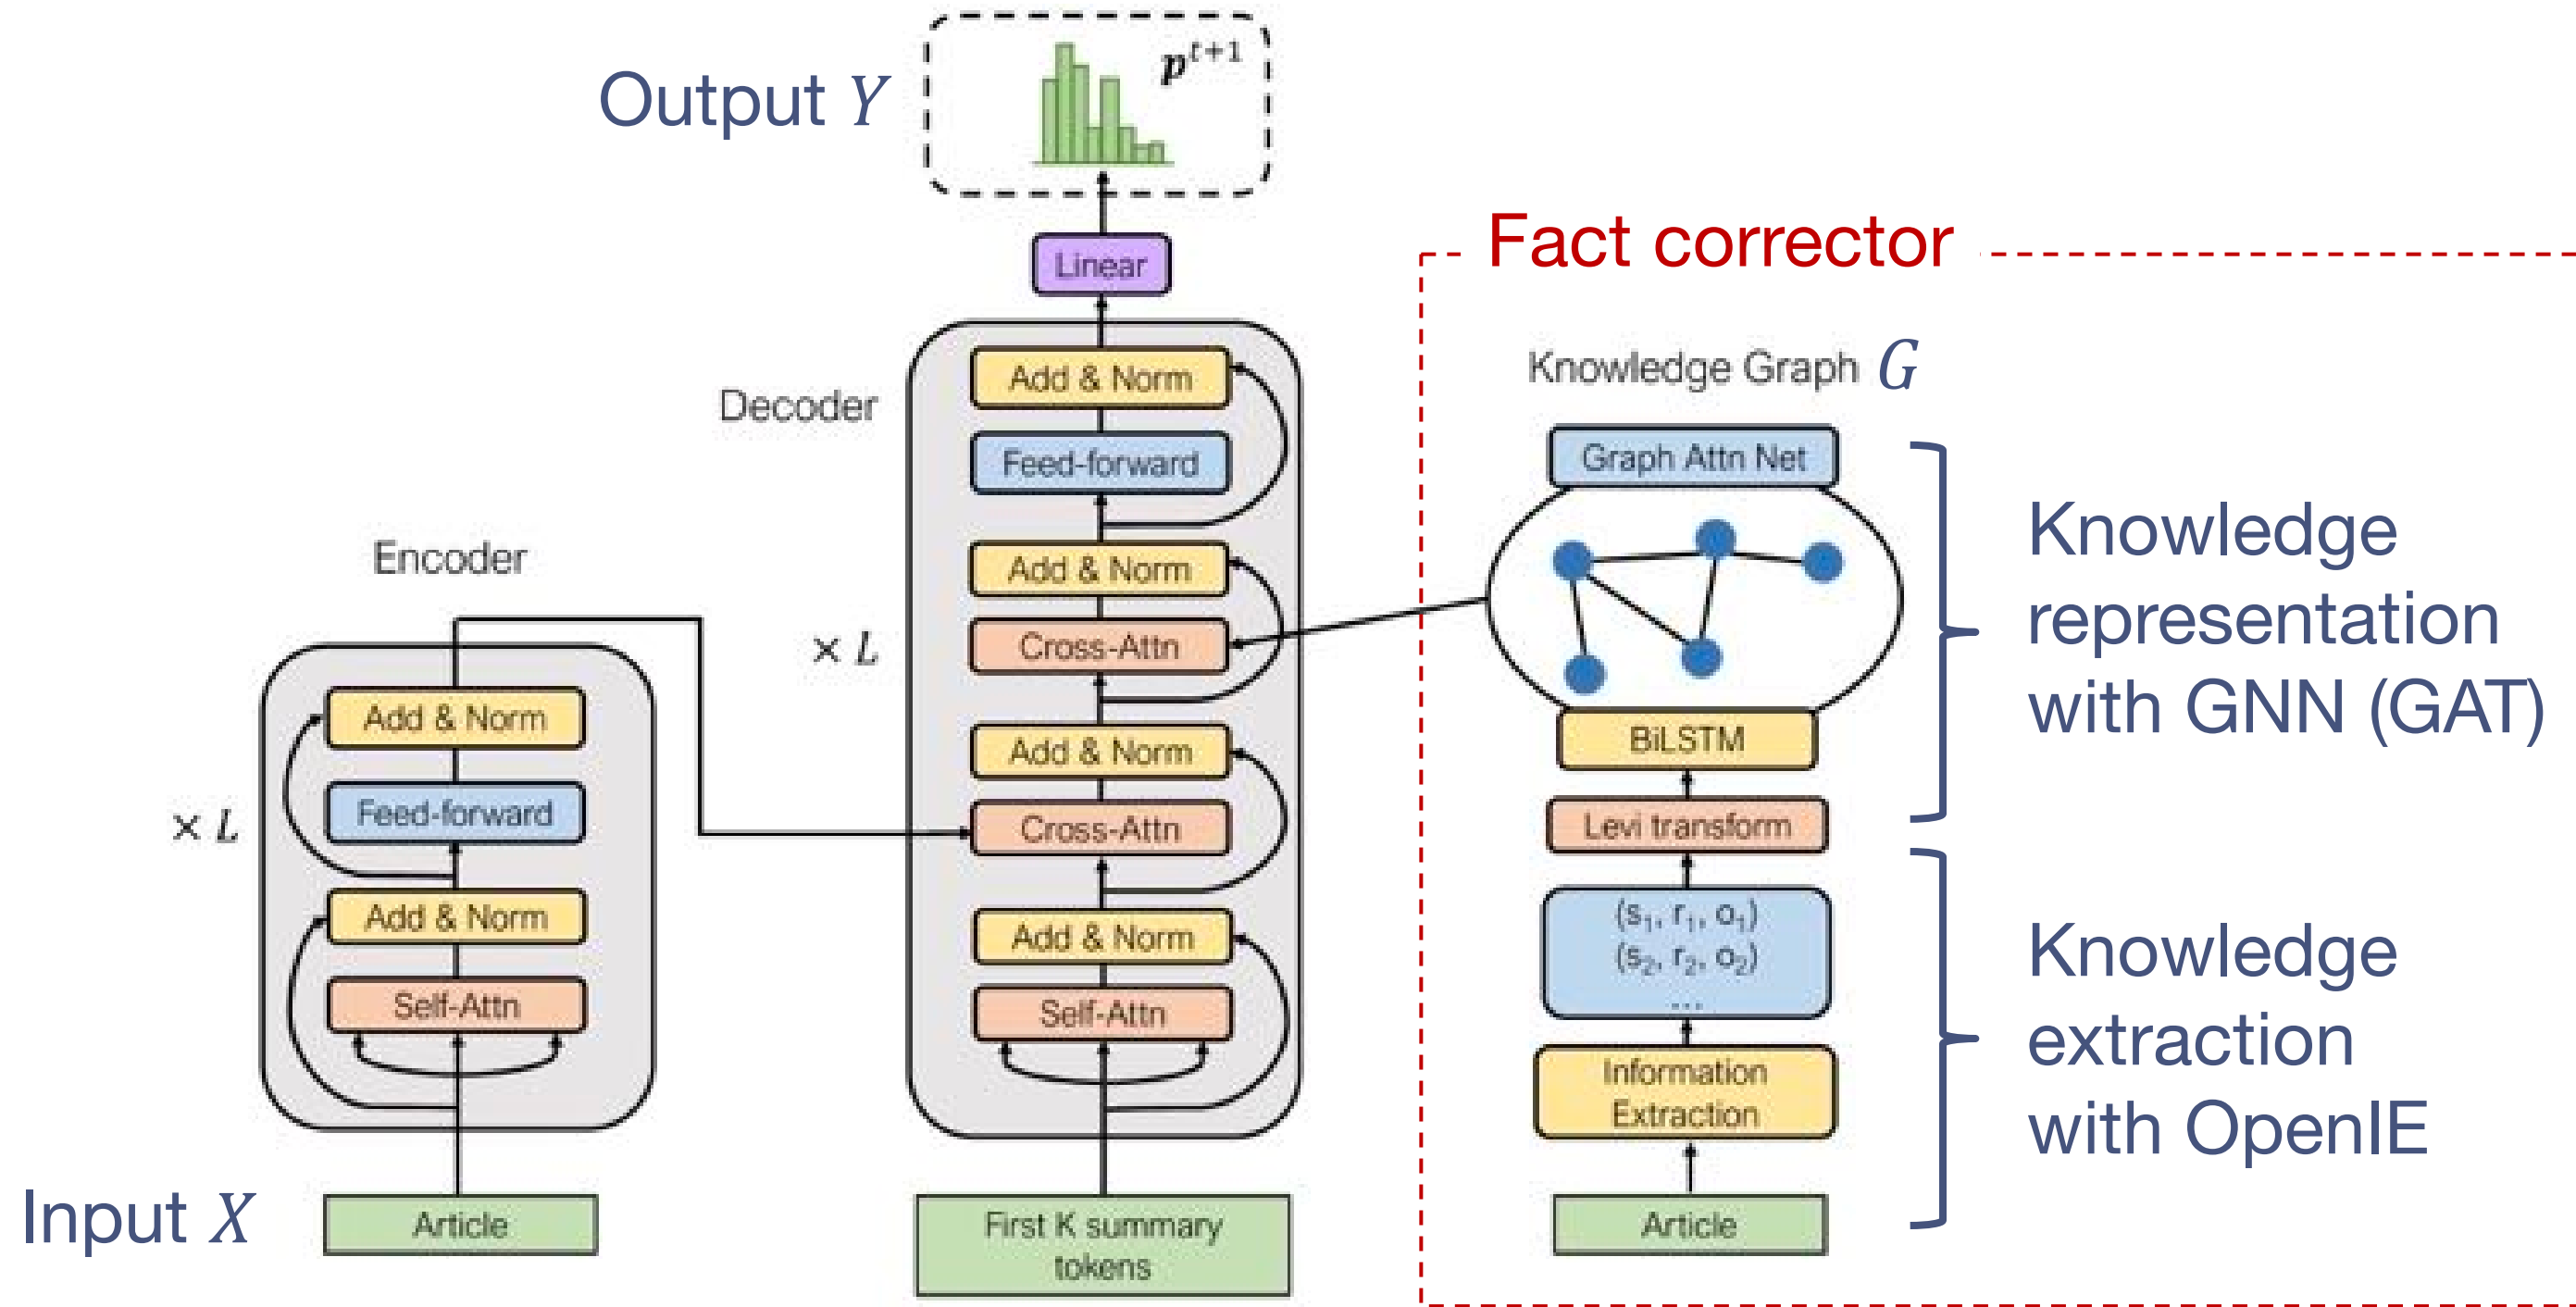 Output Y
p^{t+1}
Linear
Decoder
× L
Add & Norm
Feed-forward
Add & Norm
Cross-Attn
Add & Norm
Cross-Attn
Add & Norm
Self-Attn
First K summary
tokens
Encoder
× L
Add & Norm
Feed-forward
Add & Norm
Self-Attn
Input X
Article
Fact corrector
Knowledge Graph G
Graph Attn Net
BiLSTM
Levi transform
(s₁, r₁, o₁)
(s₂, r₂, o₂)
...
Information
Extraction
Article
Knowledge
representation
with GNN (GAT)
Knowledge
extraction
with OpenIE